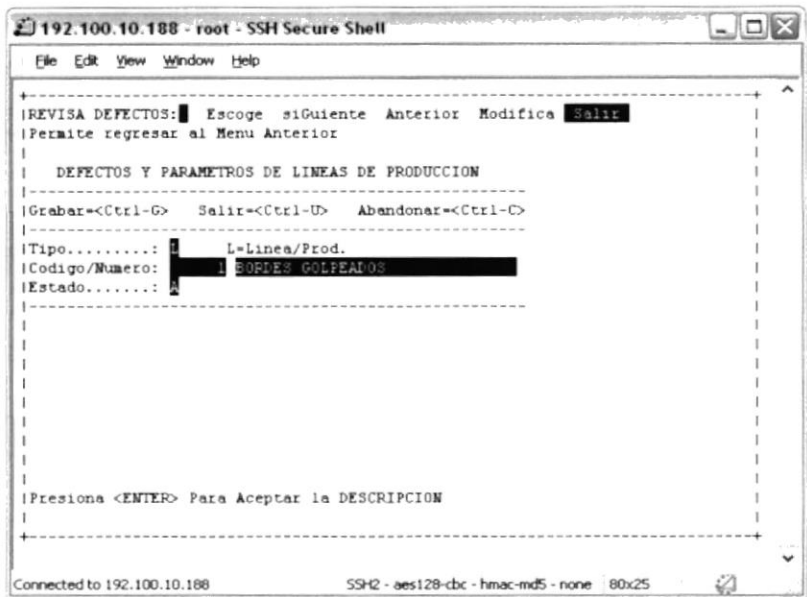 192.100.10.188 - root - SSH Secure Shell
File Edit View Window Help
REVISA DEFECTOS: Escoge siGuiente Anterior Modifica Salir
Permite regresar al Menu Anterior
DEFECTOS Y PARAMETROS DE LINEAS DE PRODUCCION
Grabar=<Ctrl-G> Salir=<Ctrl-U> Abandonar=<Ctrl-C>
Tipo.........: L L=Linea/Prod.
Codigo/Numero: 1 BORDES GOLPEADOS
Estado.......: A
Presiona <ENTER> Para Aceptar la DESCRIPCION
Connected to 192.100.10.188 SSH2 - aes128-cbc - hmac-md5 - none 80x25